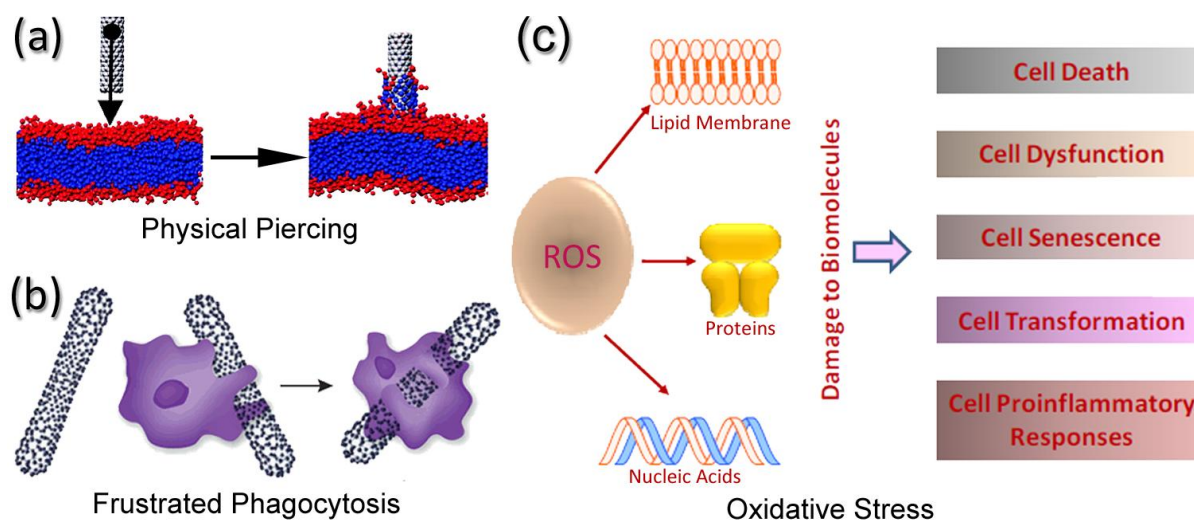 (a)
Physical Piercing
(b)
Frustrated Phagocytosis
(c)
ROS
Lipid Membrane
Proteins
Nucleic Acids
Damage to Biomolecules
Cell Death
Cell Dysfunction
Cell Senescence
Cell Transformation
Cell Proinflammatory
Responses
Oxidative Stress